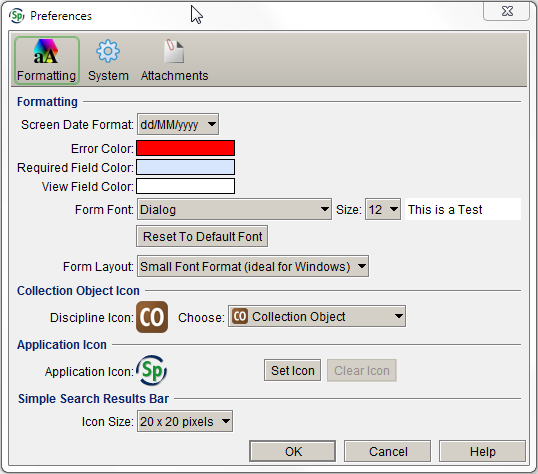 Sp Preferences
aA
Formatting System Attachments
Formatting
Screen Date Format: dd/MM/yyyy
Error Color:
Required Field Color:
View Field Color:
Form Font: Dialog Size: 12 This is a Test
Reset To Default Font
Form Layout: Small Font Format (ideal for Windows)
Collection Object Icon
Discipline Icon: CO Choose: CO Collection Object
Application Icon
Application Icon: Sp Set Icon Clear Icon
Simple Search Results Bar
Icon Size: 20 x 20 pixels
OK Cancel Help